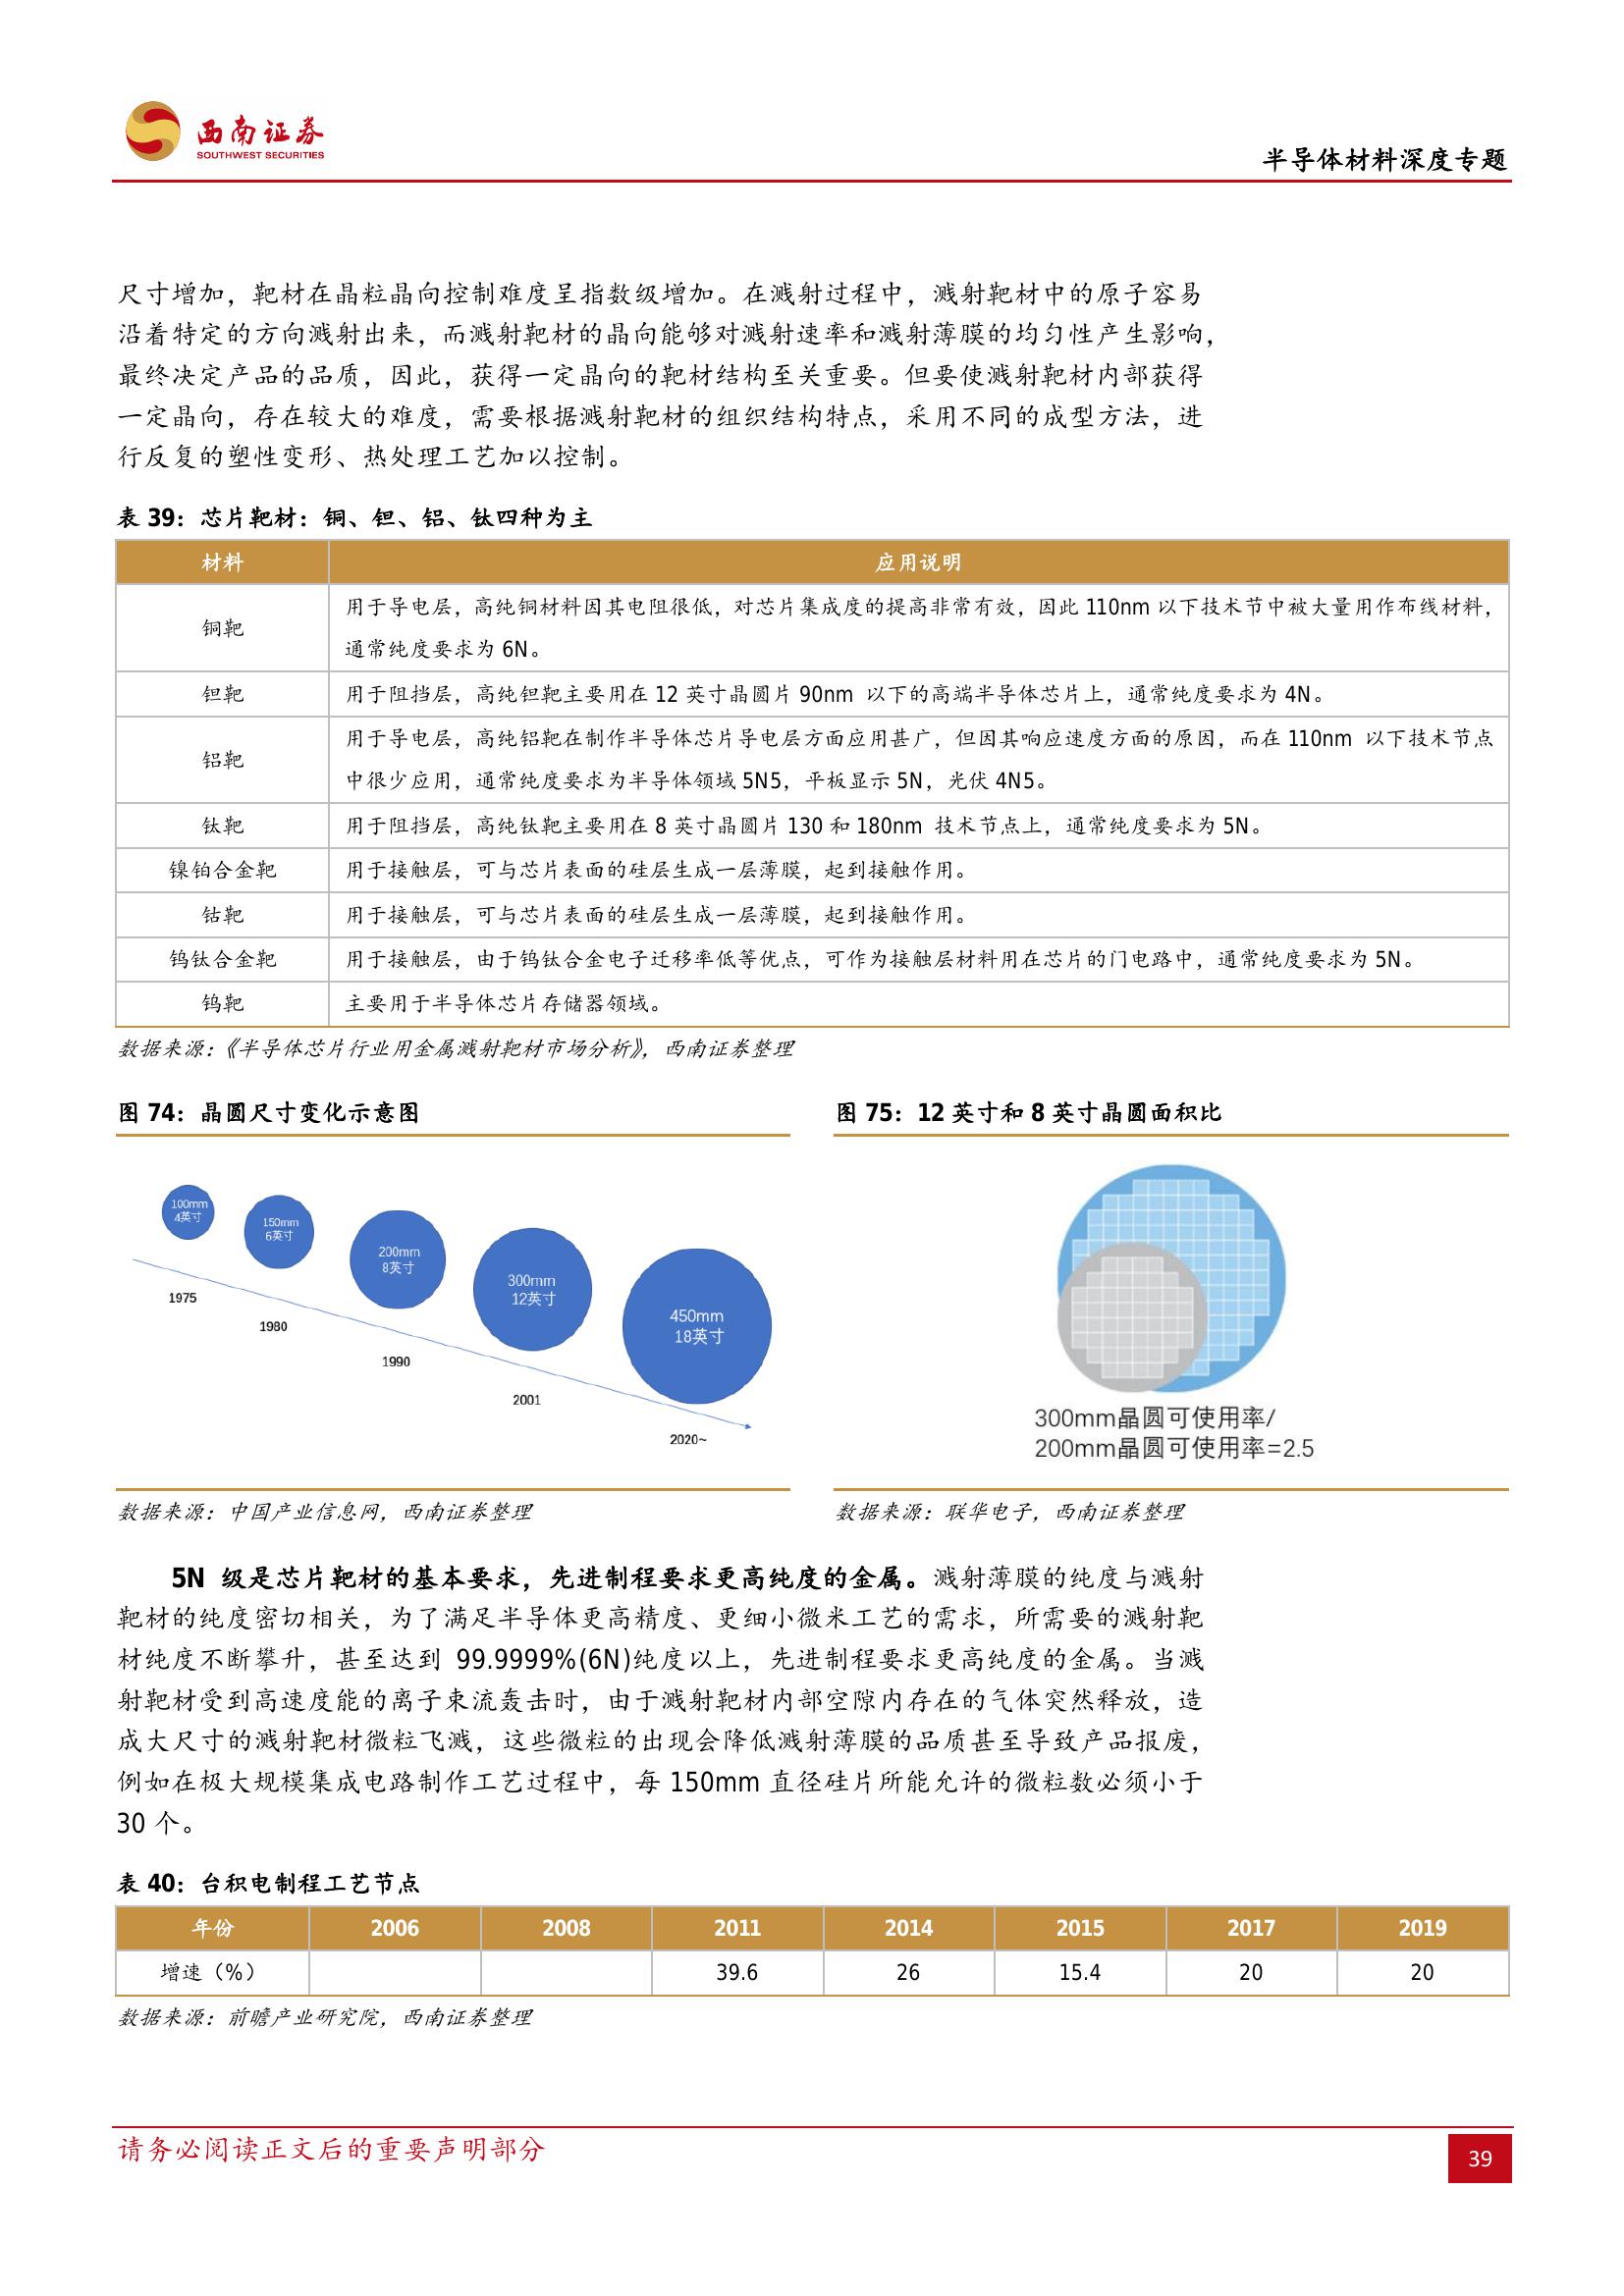 西南证券
SOUTHWEST SECURITIES
半导体材料深度专题
尺寸增加，靶材在晶粒晶向控制难度呈指数级增加。在溅射过程中，溅射靶材中的原子容易
沿着特定的方向溅射出来，而溅射靶材的晶向能够对溅射速率和溅射薄膜的均匀性产生影响，
最终决定产品的品质，因此，获得一定晶向的靶材结构至关重要。但要使溅射靶材内部获得
一定晶向，存在较大的难度，需要根据溅射靶材的组织结构特点，采用不同的成型方法，进
行反复的塑性变形、热处理工艺加以控制。
表 39：芯片靶材：铜、钽、铝、钛四种为主
材料 应用说明
铜靶 用于导电层，高纯铜材料因其电阻很低，对芯片集成度的提高非常有效，因此 110nm 以下技术节中被大量用作布线材料，
通常纯度要求为 6N。
钽靶 用于阻挡层，高纯钽靶主要用在 12 英寸晶圆片 90nm 以下的高端半导体芯片上，通常纯度要求为 4N。
铝靶 用于导电层，高纯铝靶在制作半导体芯片导电层方面应用甚广，但因其响应速度方面的原因，而在 110nm 以下技术节点
中很少应用，通常纯度要求为半导体领域 5N5，平板显示 5N，光伏 4N5。
钛靶 用于阻挡层，高纯钛靶主要用在 8 英寸晶圆片 130 和 180nm 技术节点上，通常纯度要求为 5N。
镍铂合金靶 用于接触层，可与芯片表面的硅层生成一层薄膜，起到接触作用。
钴靶 用于接触层，可与芯片表面的硅层生成一层薄膜，起到接触作用。
钨钛合金靶 用于接触层，由于钨钛合金电子迁移率低等优点，可作为接触层材料用在芯片的门电路中，通常纯度要求为 5N。
钨靶 主要用于半导体芯片存储器领域。
数据来源：《半导体芯片行业用金属溅射靶材市场分析》，西南证券整理
图 74：晶圆尺寸变化示意图
100mm
4英寸
150mm
6英寸
200mm
8英寸
300mm
12英寸
450mm
18英寸
1975
1980
1990
2001
2020~
数据来源：中国产业信息网，西南证券整理
图 75：12 英寸和 8 英寸晶圆面积比
300mm晶圆可使用率/
200mm晶圆可使用率=2.5
数据来源：联华电子，西南证券整理
5N 级是芯片靶材的基本要求，先进制程要求更高纯度的金属。溅射薄膜的纯度与溅射
靶材的纯度密切相关，为了满足半导体更高精度、更细小微米工艺的需求，所需要的溅射靶
材纯度不断攀升，甚至达到 99.9999%(6N)纯度以上，先进制程要求更高纯度的金属。当溅
射靶材受到高速度能的离子束流轰击时，由于溅射靶材内部空隙内存在的气体突然释放，造
成大尺寸的溅射靶材微粒飞溅，这些微粒的出现会降低溅射薄膜的品质甚至导致产品报废，
例如在极大规模集成电路制作工艺过程中，每 150mm 直径硅片所能允许的微粒数必须小于
30 个。
表 40：台积电制程工艺节点
年份 2006 2008 2011 2014 2015 2017 2019
增速（%） 39.6 26 15.4 20 20
数据来源：前瞻产业研究院，西南证券整理
请务必阅读正文后的重要声明部分
39